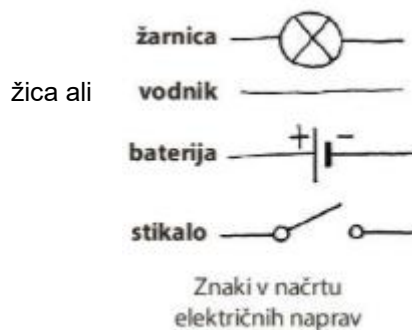 žarnica
žica ali vodnik
baterija + −
stikalo
Znaki v načrtu
električnih naprav